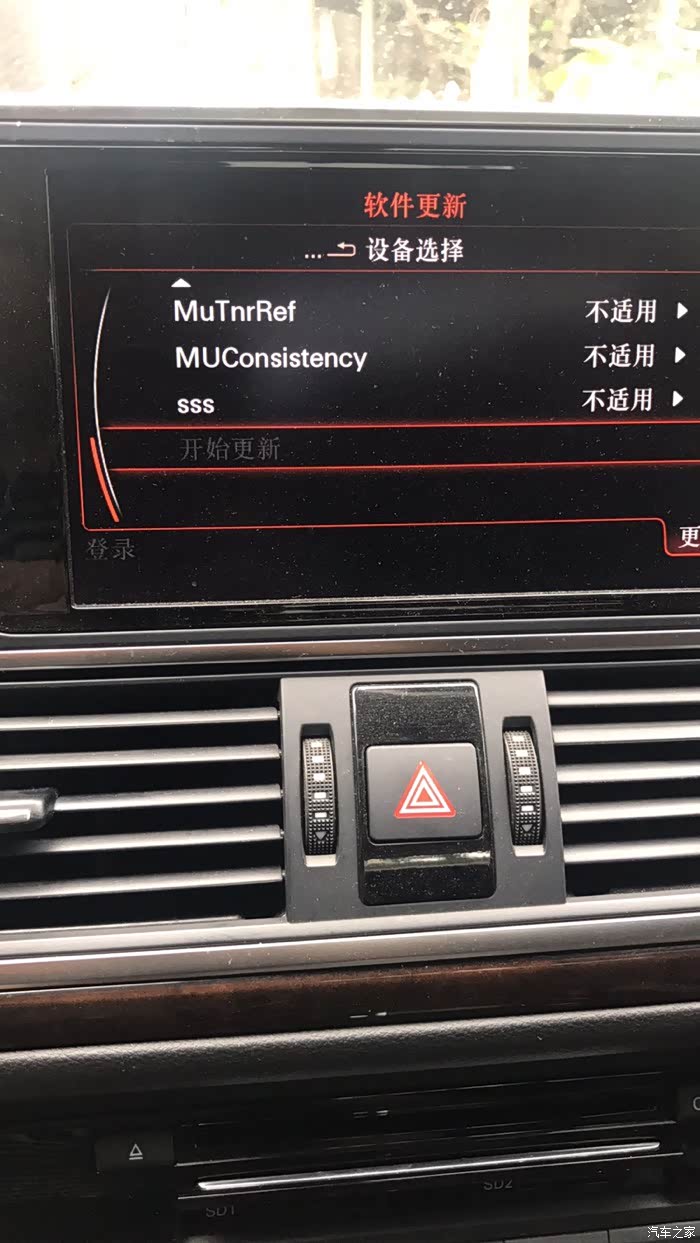 软件更新
... 设备选择
MuTnrRef 不适用
MUConsistency 不适用
sss 不适用
开始更新
登录
更
SD1 SD2
汽车之家